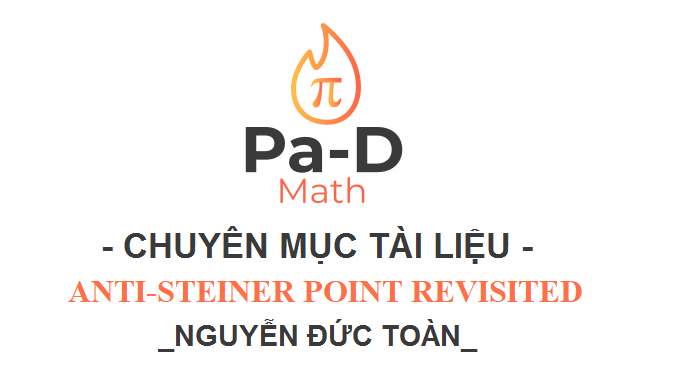 π
Pa-D
Math
- CHUYÊN MỤC TÀI LIỆU -
ANTI-STEINER POINT REVISITED
_NGUYỄN ĐỨC TOÀN_